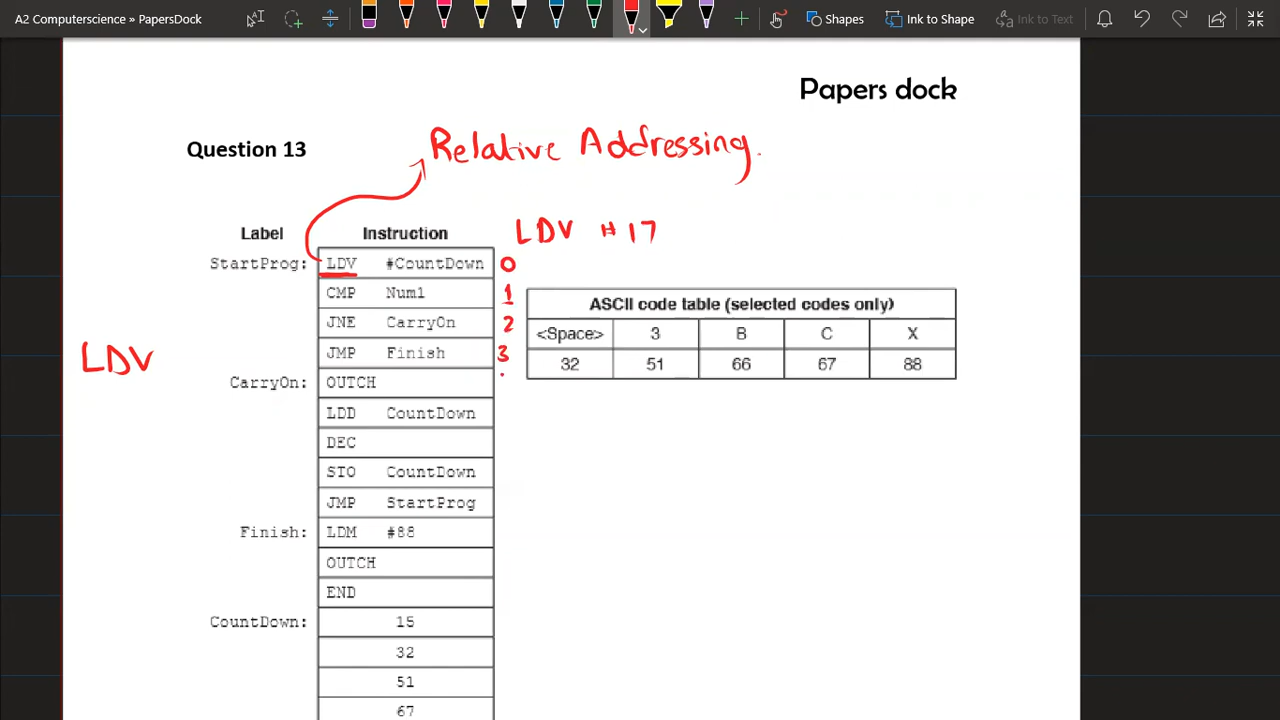 A2 Computerscience » PapersDock
Shapes
Ink to Shape
Ink to Text
Papers dock
Question 13
Relative Addressing.
LDV #17
Label Instruction
StartProg: LDV #CountDown 0
CMP Num1 1
JNE CarryOn 2
JMP Finish 3
CarryOn: OUTCH
LDD CountDown
DEC
STO CountDown
JMP StartProg
Finish: LDM #88
OUTCH
END
CountDown: 15
32
51
67
LDV
ASCII code table (selected codes only)
<Space> 3 B C X
32 51 66 67 88